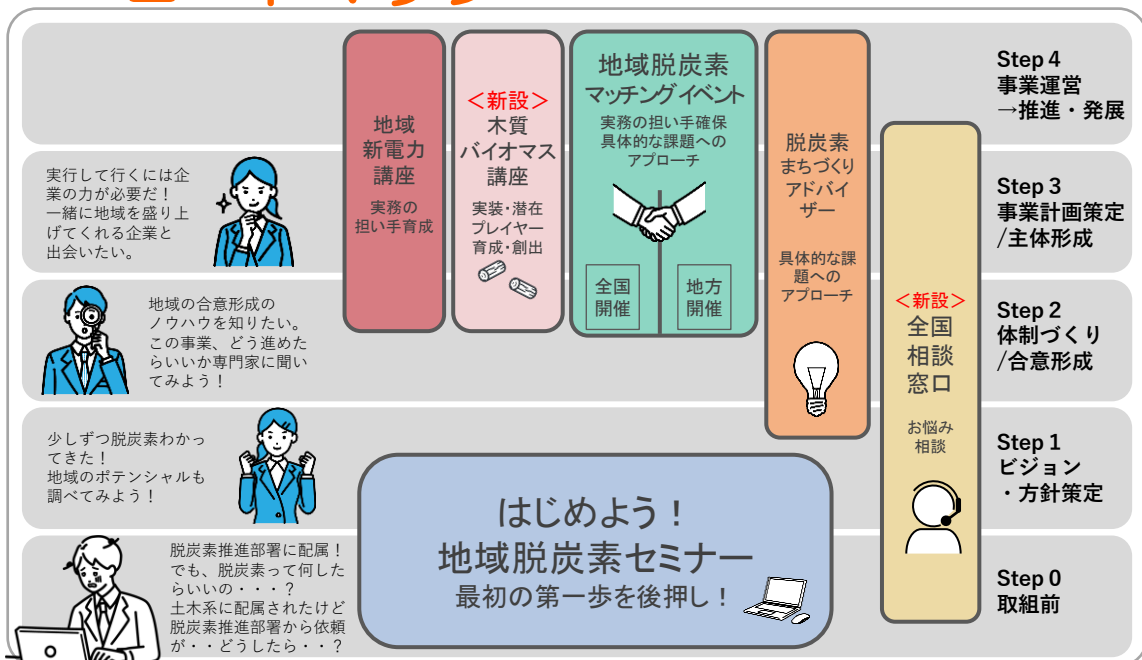 地域
新電力
講座
実務の
担い手育成
＜新設＞
木質
バイオマス
講座
実装・潜在
プレイヤー
育成・創出
地域脱炭素
マッチングイベント
実務の担い手確保
具体的な課題への
アプローチ
全国
開催
地方
開催
脱炭素
まちづくり
アドバイ
ザー
具体的な課
題への
アプローチ
＜新設＞
全国
相談
窓口
お悩み
相談
Step 4
事業運営
→推進・発展
実行して行くには企
業の力が必要だ！
一緒に地域を盛り上
げてくれる企業と
出会いたい。
Step 3
事業計画策定
/主体形成
地域の合意形成の
ノウハウを知りたい。
この事業、どう進めた
らいいか専門家に聞い
てみよう！
Step 2
体制づくり
/合意形成
少しずつ脱炭素わかっ
てきた！
地域のポテンシャルも
調べてみよう！
Step 1
ビジョン
・方針策定
はじめよう！
地域脱炭素セミナー
最初の第一歩を後押し！
脱炭素推進部署に配属！
でも、脱炭素って何した
らいいの・・・？
土木系に配属されたけど
脱炭素推進部署から依頼
が・・どうしたら・・？
Step 0
取組前